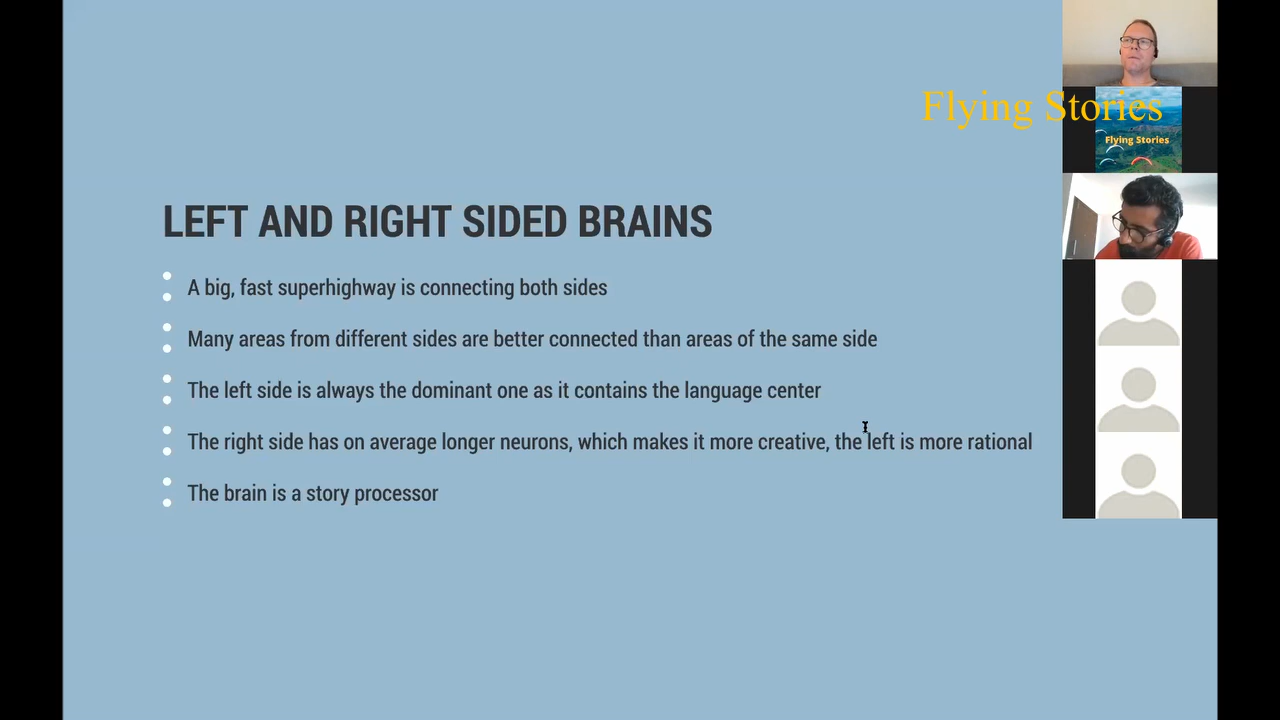 Flying Stories
Flying Stories
LEFT AND RIGHT SIDED BRAINS
A big, fast superhighway is connecting both sides
Many areas from different sides are better connected than areas of the same side
The left side is always the dominant one as it contains the language center
The right side has on average longer neurons, which makes it more creative, the left is more rational
The brain is a story processor